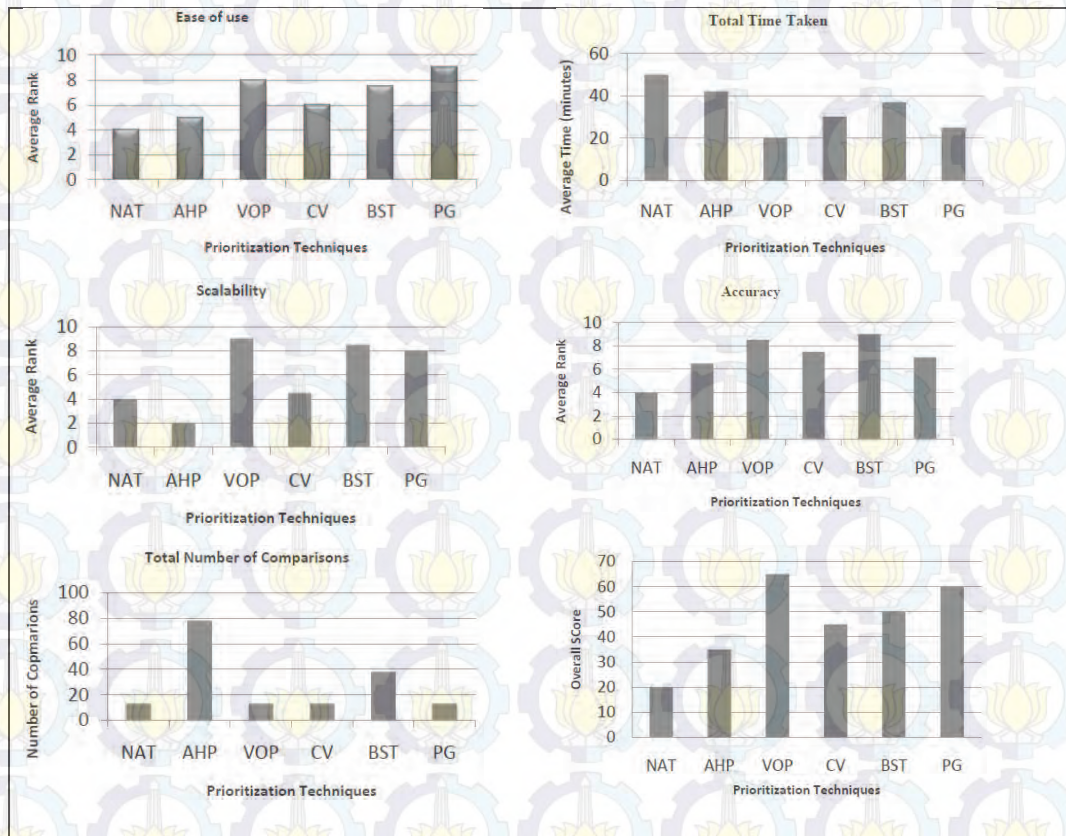 Ease of use
Average Rank
10
8
6
4
2
0
NAT AHP VOP CV BST PG
Prioritization Techniques
Total Time Taken
Average Time (minutes)
60
40
20
0
NAT AHP VOP CV BST PG
Prioritization Techniques
Scalability
Average Rank
10
8
6
4
2
0
NAT AHP VOP CV BST PG
Prioritization Techniques
Accuracy
Average Rank
10
8
6
4
2
0
NAT AHP VOP CV BST PG
Prioritization Techniques
Total Number of Comparisons
Number of Copmarions
100
80
60
40
20
0
NAT AHP VOP CV BST PG
Prioritization Techniques
Overall SCore
70
60
50
40
30
20
10
0
NAT AHP VOP CV BST PG
Prioritization Techniques